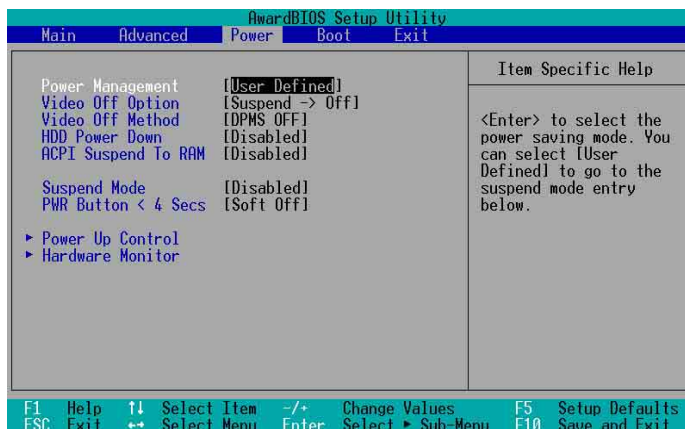 AwardBIOS Setup Utility
Main Advanced Power Boot Exit
Power Management [User Defined]
Video Off Option [Suspend -> Off]
Video Off Method [DPMS OFF]
HDD Power Down [Disabled]
ACPI Suspend To RAM [Disabled]
Suspend Mode [Disabled]
PWR Button < 4 Secs [Soft Off]
▸ Power Up Control
▸ Hardware Monitor
Item Specific Help
<Enter> to select the
power saving mode. You
can select [User
Defined] to go to the
suspend mode entry
below.
F1 Help ↑↓ Select Item -/+ Change Values F5 Setup Defaults
ESC Exit ←→ Select Menu Enter Select ▸ Sub-Menu F10 Save and Exit